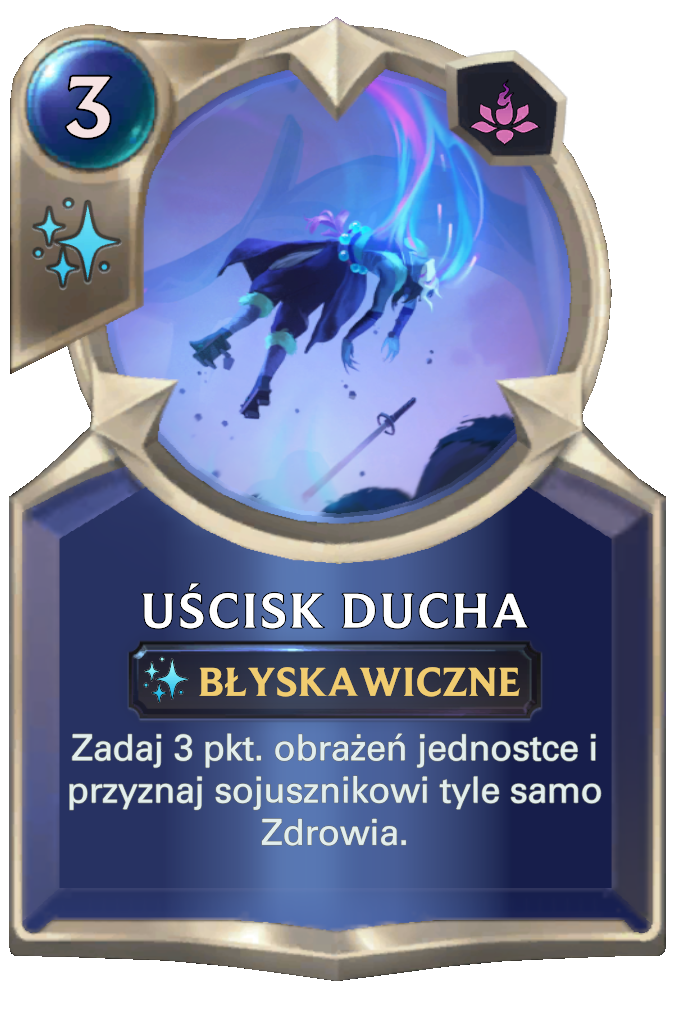 3
UŚCISK DUCHA
BŁYSKAWICZNE
Zadaj 3 pkt. obrażeń jednostce i
przyznaj sojusznikowi tyle samo
Zdrowia.